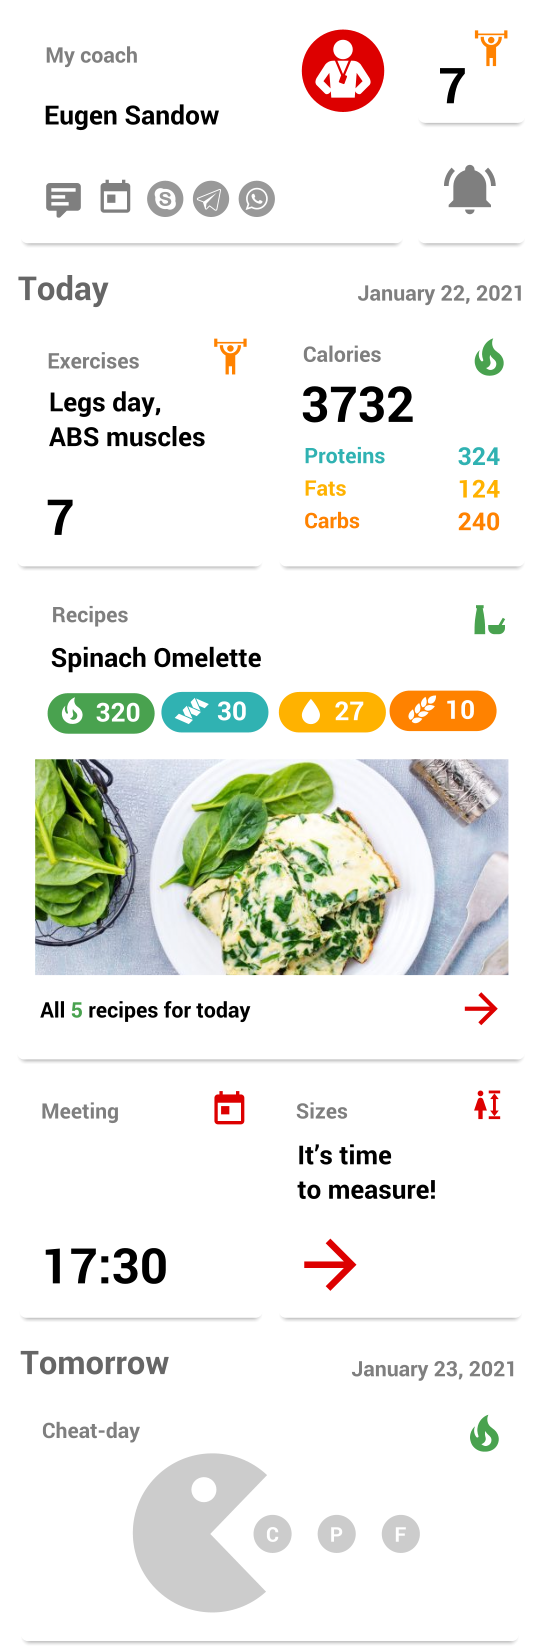 My coach
7
Eugen Sandow
Today
January 22, 2021
Exercises
Legs day,
ABS muscles
7
Calories
3732
Proteins 324
Fats 124
Carbs 240
Recipes
Spinach Omelette
320 30 27 10
All 5 recipes for today
Meeting
17:30
Sizes
It's time
to measure!
Tomorrow
January 23, 2021
Cheat-day
C P F